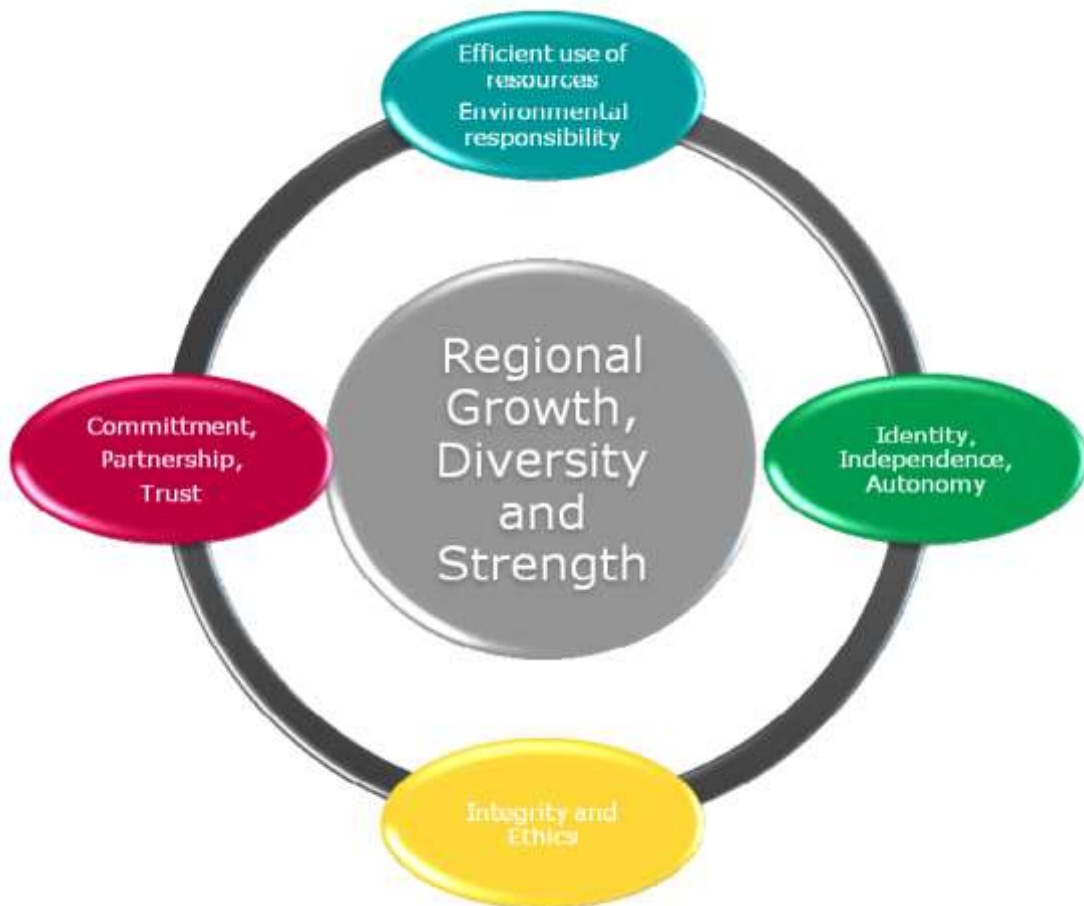 Efficient use of
resources
Environmental
responsibility
Regional
Growth,
Diversity
and
Strength
Committment,
Partnership,
Trust
Identity,
Independence,
Autonomy
Integrity and
Ethics